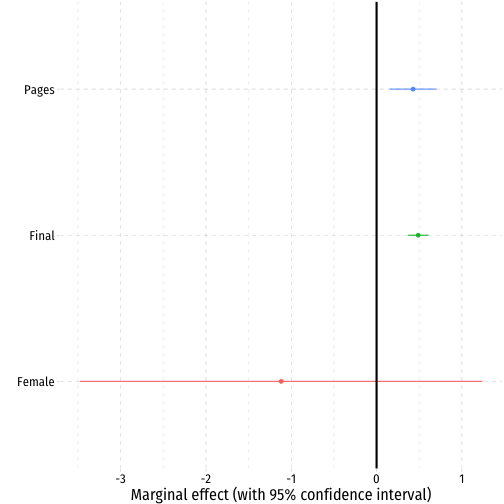 Pages
Final
Female
-3 -2 -1 0 1
Marginal effect (with 95% confidence interval)